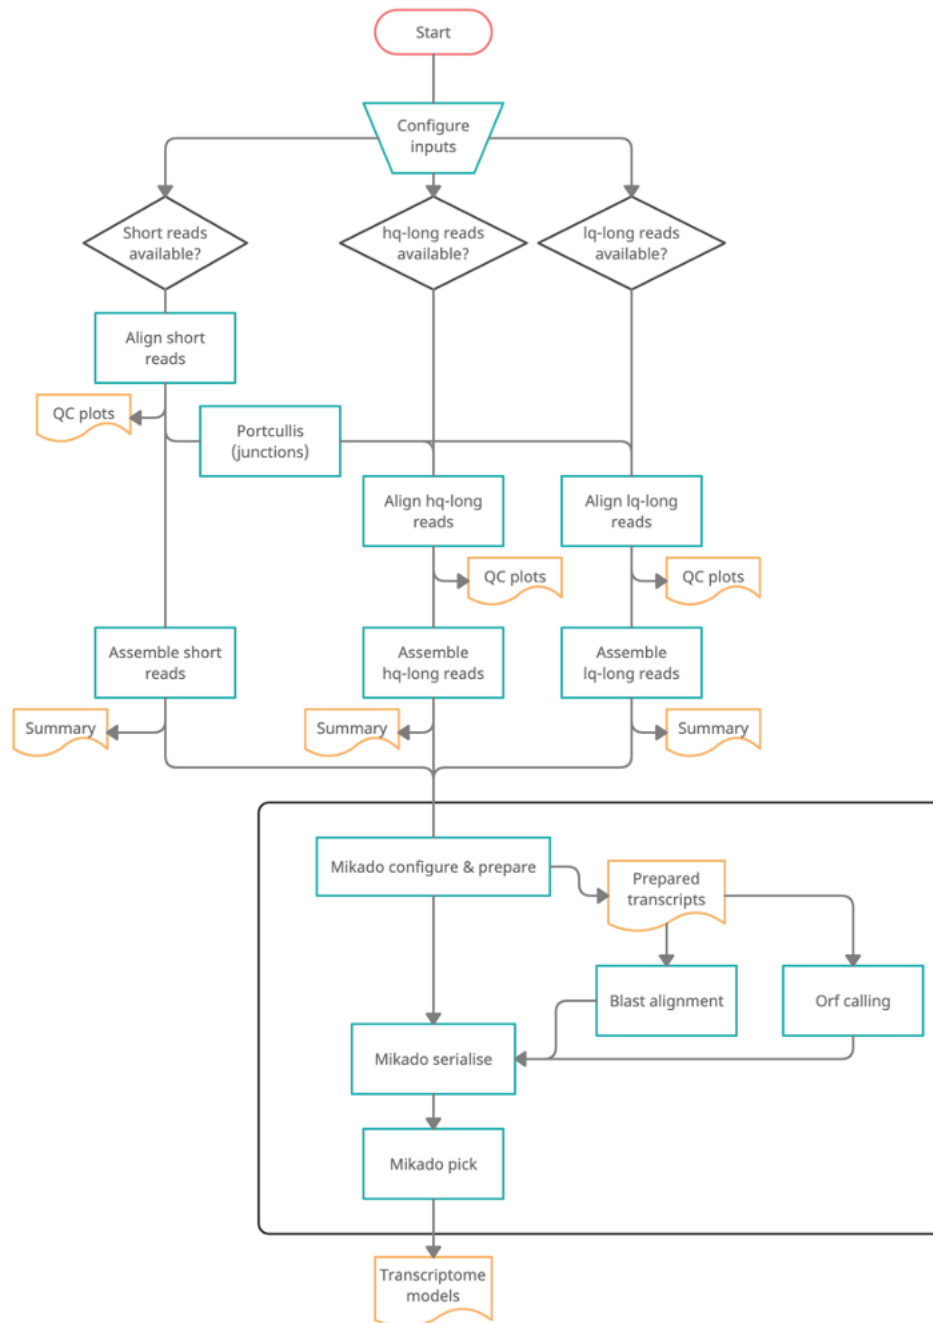 Start
Configure
inputs
Short reads
available?
hq-long reads
available?
lq-long reads
available?
Align short
reads
QC plots
Portcullis
(junctions)
Align hq-long
reads
Align lq-long
reads
QC plots
QC plots
Assemble short
reads
Assemble
hq-long reads
Assemble
lq-long reads
Summary
Summary
Summary
Mikado configure & prepare
Prepared
transcripts
Blast alignment
Orf calling
Mikado serialise
Mikado pick
Transcriptome
models